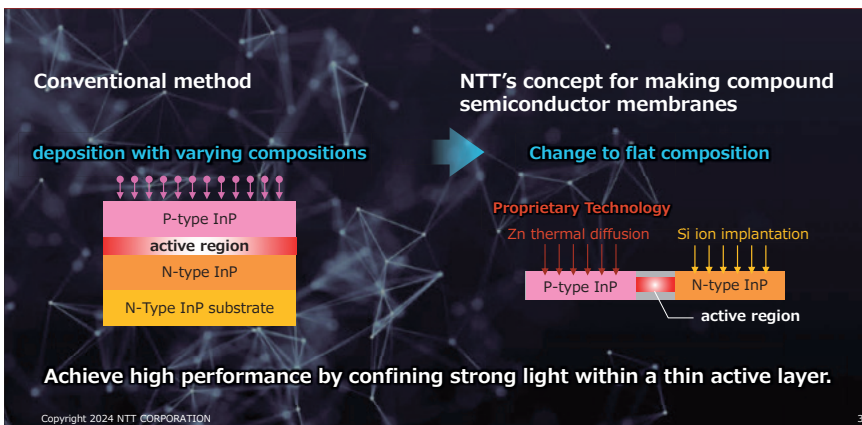 Conventional method
NTT's concept for making compound
semiconductor membranes
deposition with varying compositions
Change to flat composition
P-type InP
active region
N-type InP
N-Type InP substrate
Proprietary Technology
Zn thermal diffusion
Si ion implantation
P-type InP
N-type InP
active region
Achieve high performance by confining strong light within a thin active layer.
Copyright 2024 NTT CORPORATION
3